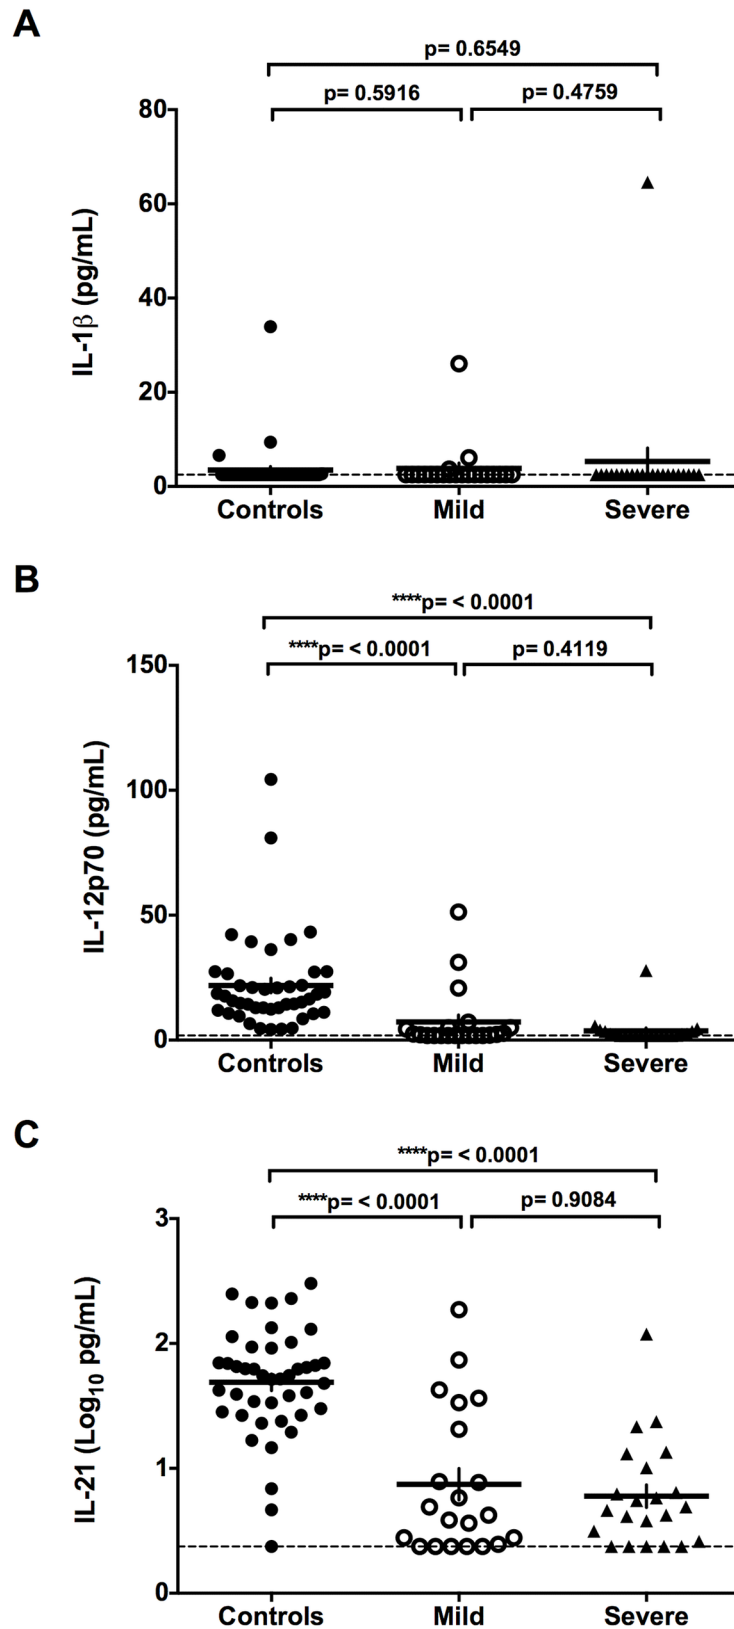 A
p= 0.6549
p= 0.5916 p= 0.4759
80
60
40
20
0
IL-1β (pg/mL)
Controls Mild Severe
B
****p= < 0.0001
****p= < 0.0001 p= 0.4119
150
100
50
0
IL-12p70 (pg/mL)
Controls Mild Severe
C
****p= < 0.0001
****p= < 0.0001 p= 0.9084
3
2
1
0
IL-21 (Log10 pg/mL)
Controls Mild Severe